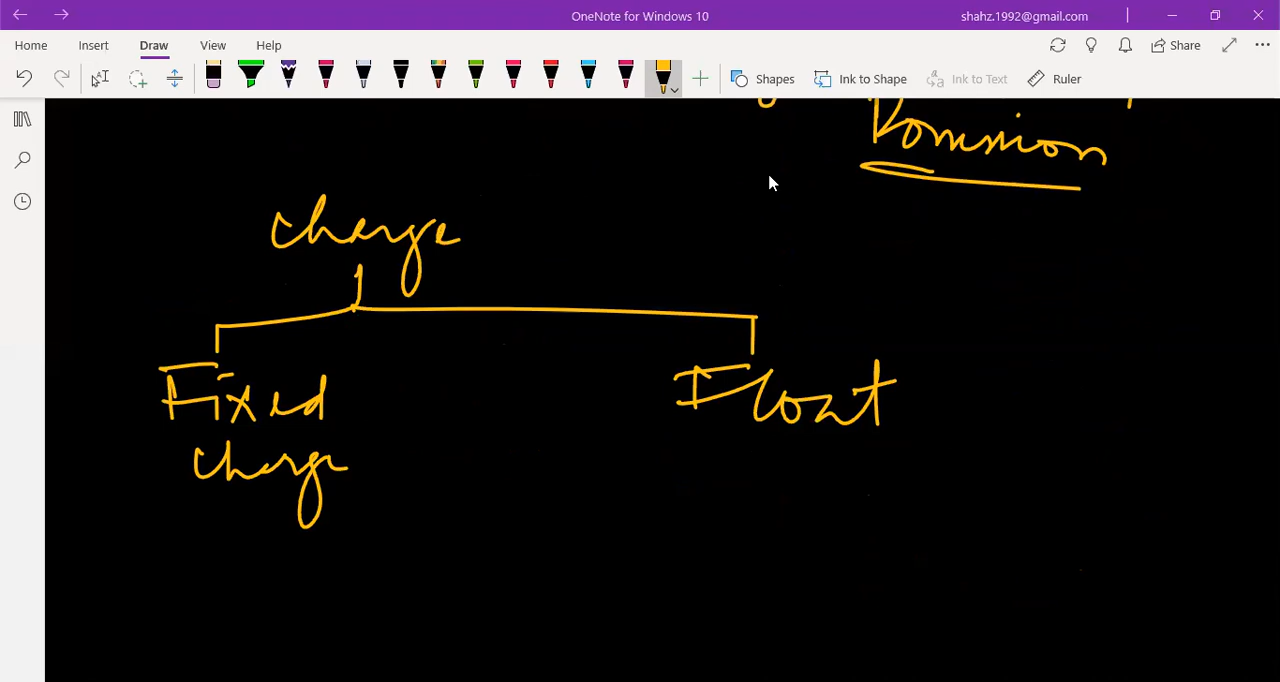 OneNote for Windows 10
shahz.1992@gmail.com
Home Insert Draw View Help
Share
Shapes Ink to Shape Ink to Text Ruler
charge
Fixed Float
charge